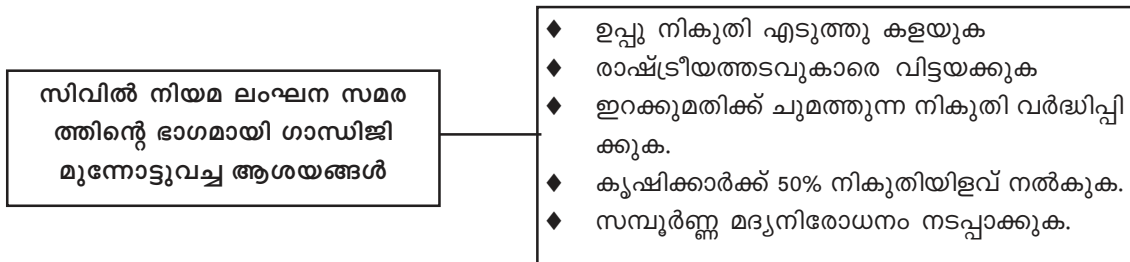 സിവിൽ നിയമ ലംഘന സമര
ത്തിന്റെ ഭാഗമായി ഗാന്ധിജി
മുന്നോട്ടുവച്ച ആശയങ്ങൾ
♦ ഉപ്പു നികുതി എടുത്തു കളയുക
♦ രാഷ്ട്രീയത്തടവുകാരെ വിട്ടയക്കുക
♦ ഇറക്കുമതിക്ക് ചുമത്തുന്ന നികുതി വർദ്ധിപ്പി
ക്കുക.
♦ കൃഷിക്കാർക്ക് 50% നികുതിയിളവ് നൽകുക.
♦ സമ്പൂർണ്ണ മദ്യനിരോധനം നടപ്പാക്കുക.